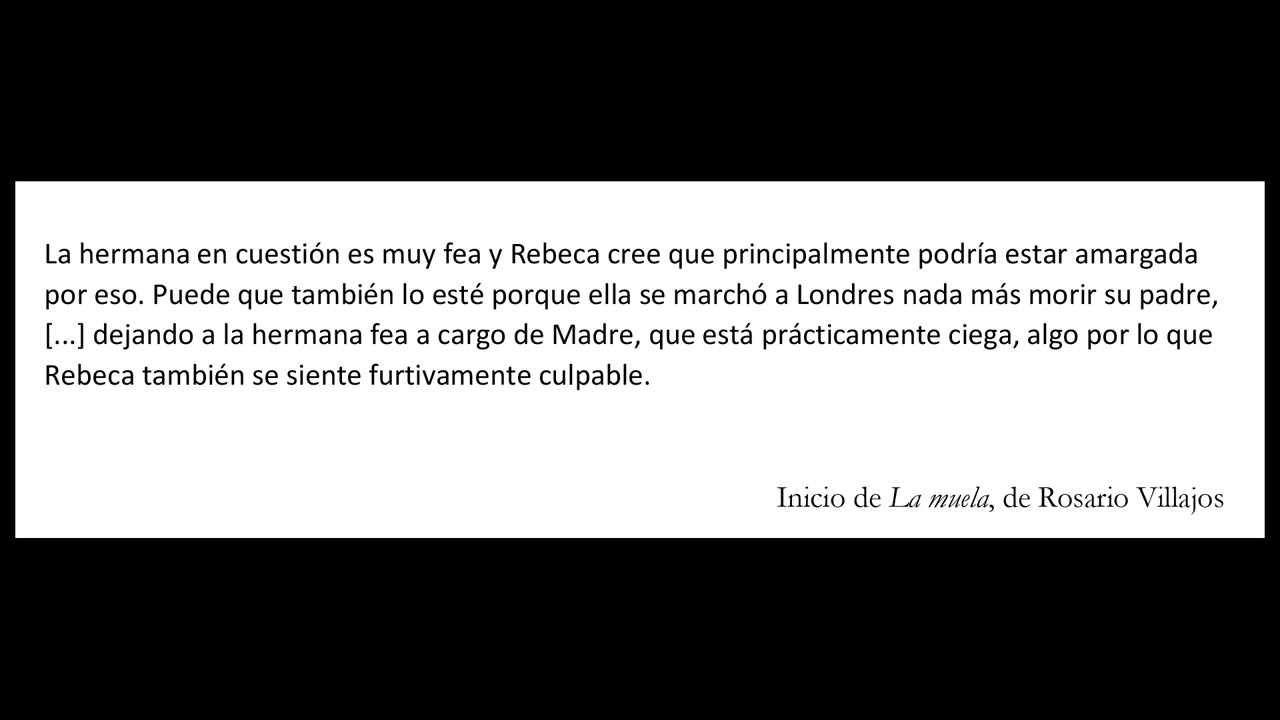 La hermana en cuestión es muy fea y Rebeca cree que principalmente podría estar amargada
por eso. Puede que también lo esté porque ella se marchó a Londres nada más morir su padre,
[...] dejando a la hermana fea a cargo de Madre, que está prácticamente ciega, algo por lo que
Rebeca también se siente furtivamente culpable.
Inicio de La muela, de Rosario Villajos